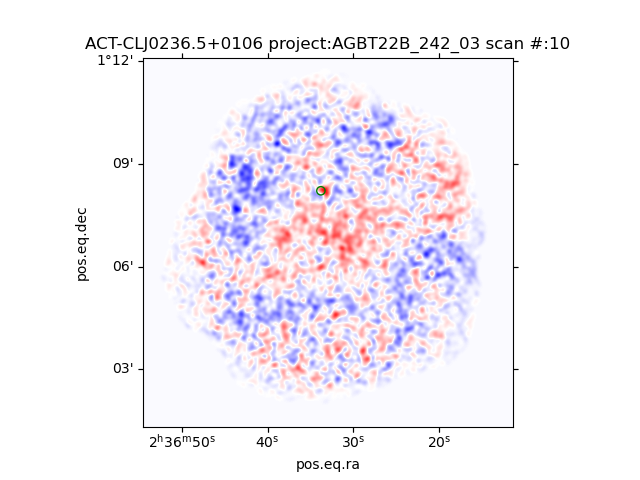 ACT-CLJ0236.5+0106 project:AGBT22B_242_03 scan #:10
1°12'
09'
06'
03'
pos.eq.dec
2h36m50s 40s 30s 20s
pos.eq.ra